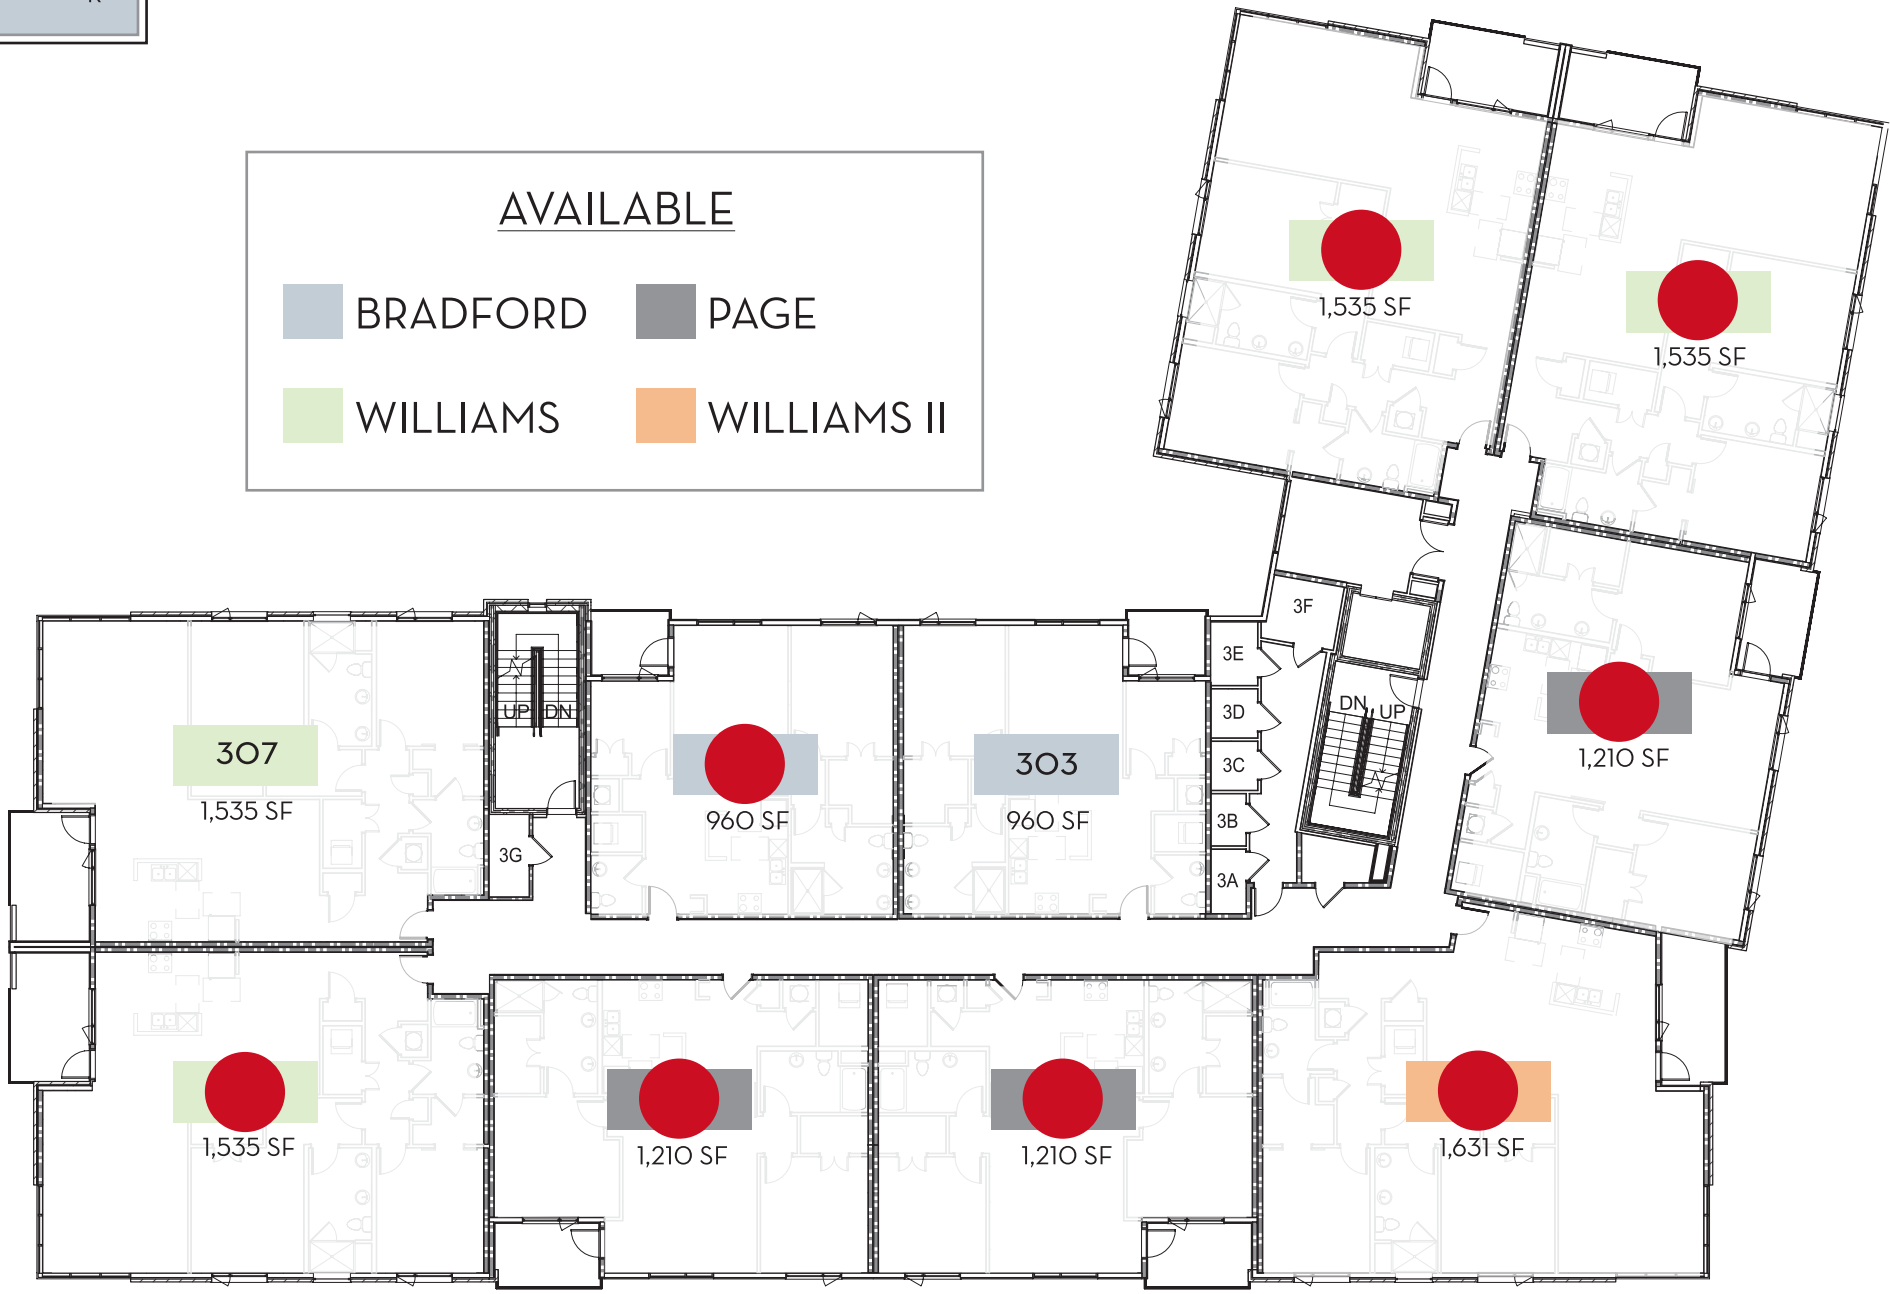 R
AVAILABLE
BRADFORD
PAGE
WILLIAMS
WILLIAMS II
1,535 SF
1,535 SF
3F
3E
3D
3C
3B
3A
DN
UP
1,210 SF
UP
DN
3G
307
1,535 SF
960 SF
303
960 SF
1,535 SF
1,210 SF
1,210 SF
1,631 SF